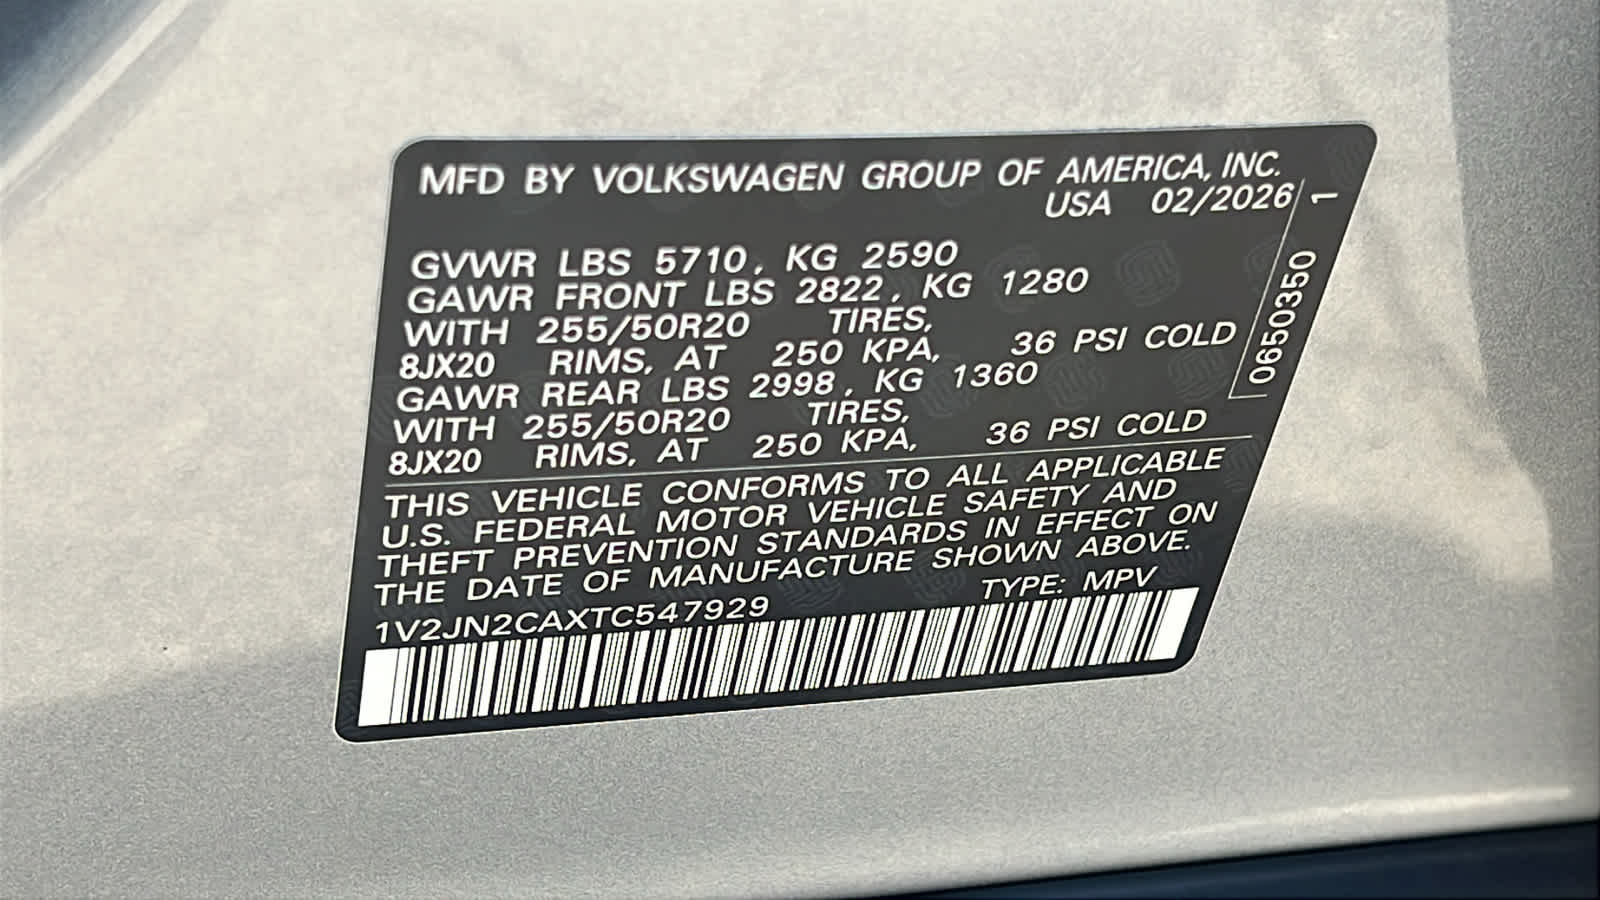 MFD BY VOLKSWAGEN GROUP OF AMERICA, INC.
USA 02/2026
GVWR LBS 5710, KG 2590
GAWR FRONT LBS 2822, KG 1280
WITH 255/50R20 TIRES,
8JX20 RIMS, AT 250 KPA, 36 PSI COLD
GAWR REAR LBS 2998, KG 1360
WITH 255/50R20 TIRES,
8JX20 RIMS, AT 250 KPA, 36 PSI COLD
THIS VEHICLE CONFORMS TO ALL APPLICABLE
U.S. FEDERAL MOTOR VEHICLE SAFETY AND
THEFT PREVENTION STANDARDS IN EFFECT ON
THE DATE OF MANUFACTURE SHOWN ABOVE.
1V2JN2CAXTC547929 TYPE: MPV
0650350 1